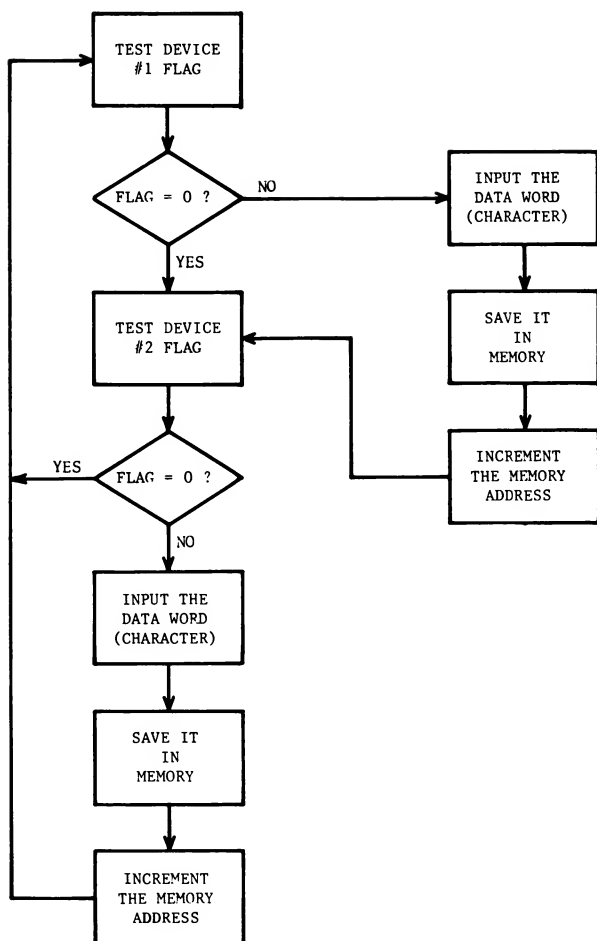 TEST DEVICE
#1 FLAG
FLAG = 0 ?
NO
YES
INPUT THE
DATA WORD
(CHARACTER)
SAVE IT
IN
MEMORY
INCREMENT
THE MEMORY
ADDRESS
TEST DEVICE
#2 FLAG
FLAG = 0 ?
YES
NO
INPUT THE
DATA WORD
(CHARACTER)
SAVE IT
IN
MEMORY
INCREMENT
THE MEMORY
ADDRESS